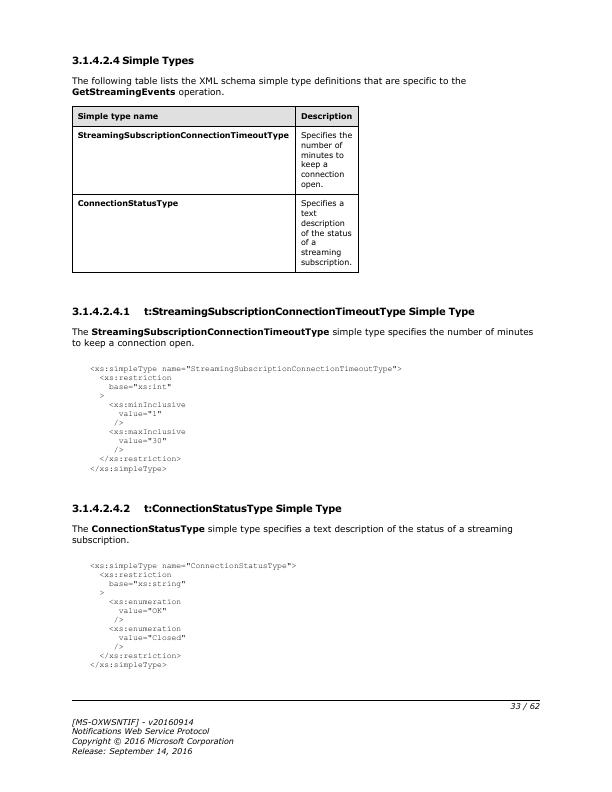 3.1.4.2.4 Simple Types
The following table lists the XML schema simple type definitions that are specific to the
GetStreamingEvents operation.
Simple type name
Description
StreamingSubscriptionConnectionTimeoutType
Specifies the
number of
minutes to
keep a
connection
open.
ConnectionStatusType
Specifies a
text
description
of the status
of a
streaming
subscription.
3.1.4.2.4.1 t:StreamingSubscriptionConnectionTimeoutType Simple Type
The StreamingSubscriptionConnectionTimeoutType simple type specifies the number of minutes
to keep a connection open.
<xs:simpleType name="StreamingSubscriptionConnectionTimeoutType">
<xs:restriction
base="xs:int"
>
<xs:minInclusive
value="1"
/>
<xs:maxInclusive
value="30"
/>
</xs:restriction>
</xs:simpleType>
3.1.4.2.4.2 t:ConnectionStatusType Simple Type
The ConnectionStatusType simple type specifies a text description of the status of a streaming
subscription.
<xs:simpleType name="ConnectionStatusType">
<xs:restriction
base="xs:string"
>
<xs:enumeration
value="OK"
/>
<xs:enumeration
value="Closed"
/>
</xs:restriction>
</xs:simpleType>
33 / 62
[MS-OXWSNTIF] - v20160914
Notifications Web Service Protocol
Copyright © 2016 Microsoft Corporation
Release: September 14, 2016